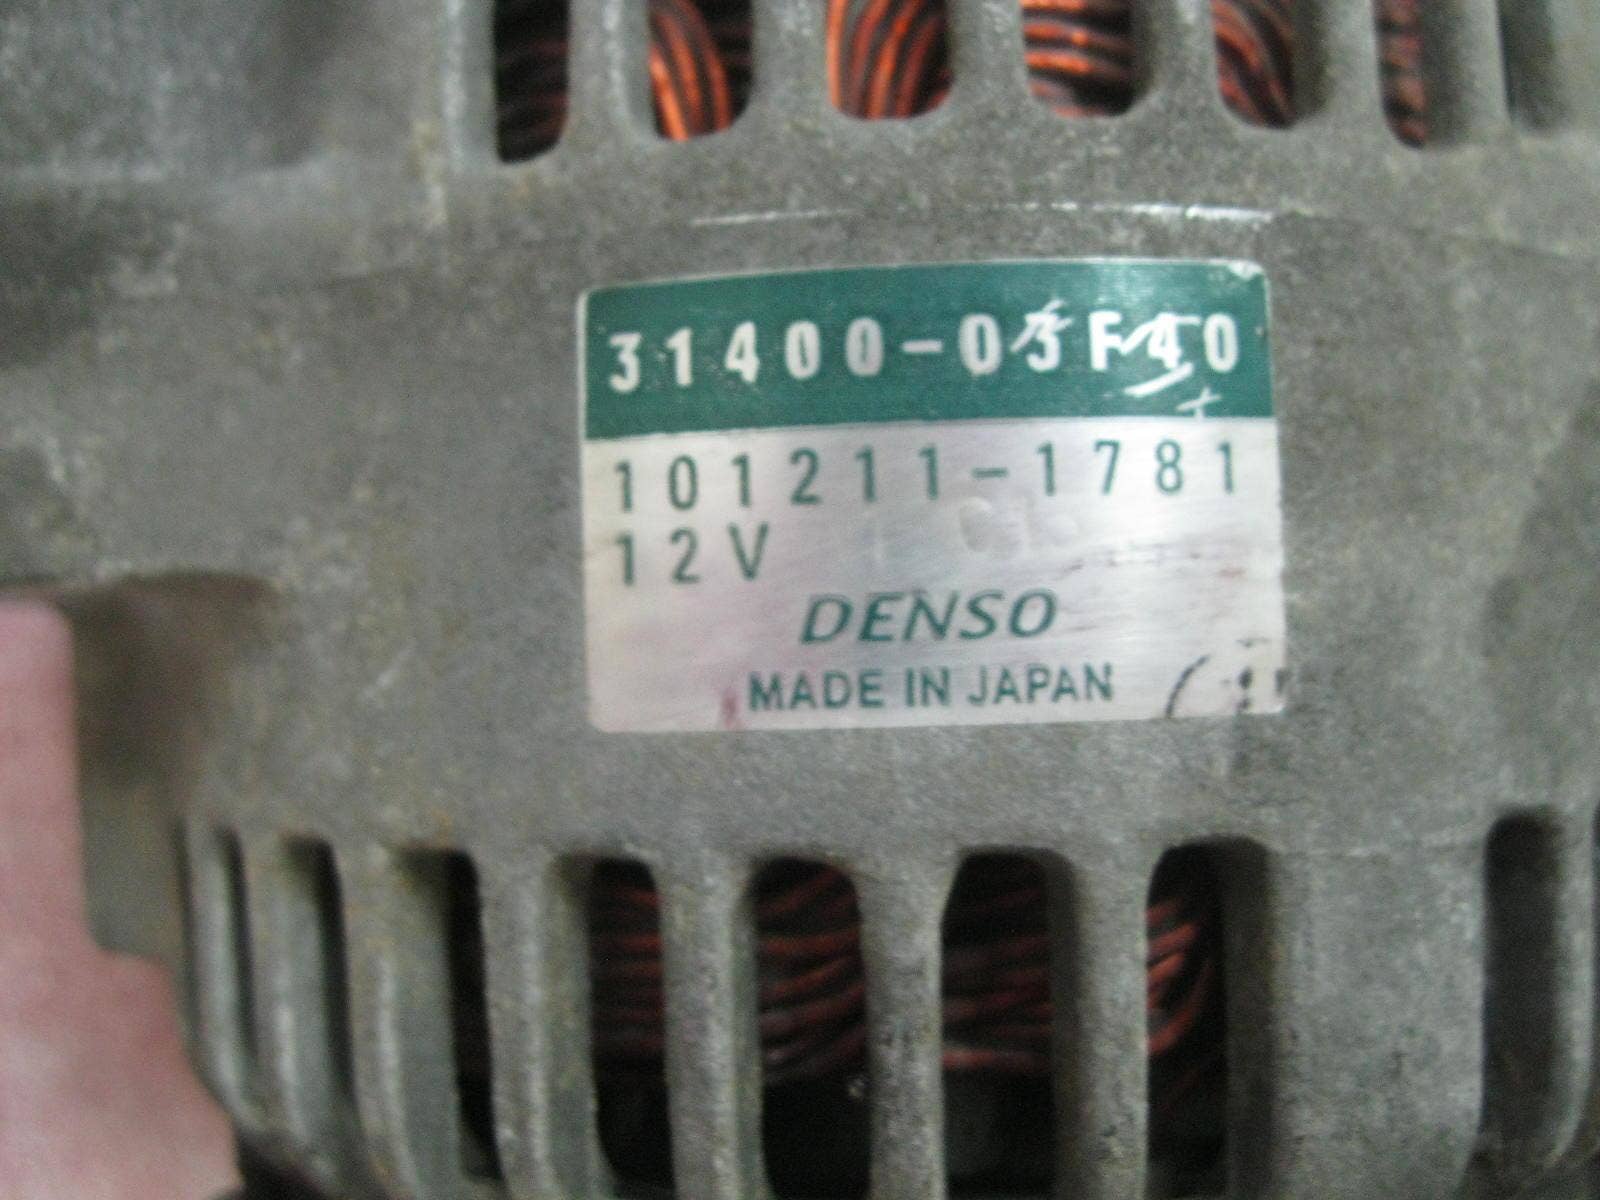 31400-03F40
101211-1781
12V
DENSO
MADE IN JAPAN